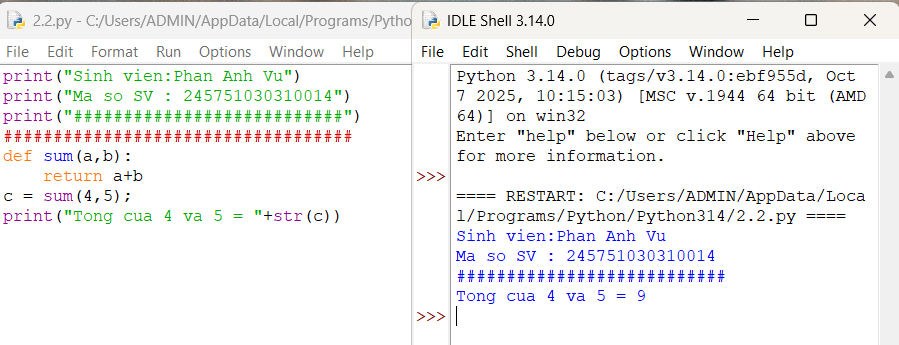 2.2.py - C:/Users/ADMIN/AppData/Local/Programs/Pytho
File Edit Format Run Options Window Help
print("Sinh vien:Phan Anh Vu")
print("Ma so SV : 245751030310014")
print("###########################")
###################################
def sum(a,b):
    return a+b
c = sum(4,5);
print("Tong cua 4 va 5 = "+str(c))
IDLE Shell 3.14.0
File Edit Shell Debug Options Window Help
Python 3.14.0 (tags/v3.14.0:ebf955d, Oct
7 2025, 10:15:03) [MSC v.1944 64 bit (AMD
64)] on win32
Enter "help" below or click "Help" above
for more information.
>>>
==== RESTART: C:/Users/ADMIN/AppData/Loca
l/Programs/Python/Python314/2.2.py ====
Sinh vien:Phan Anh Vu
Ma so SV : 245751030310014
###########################
Tong cua 4 va 5 = 9
>>>